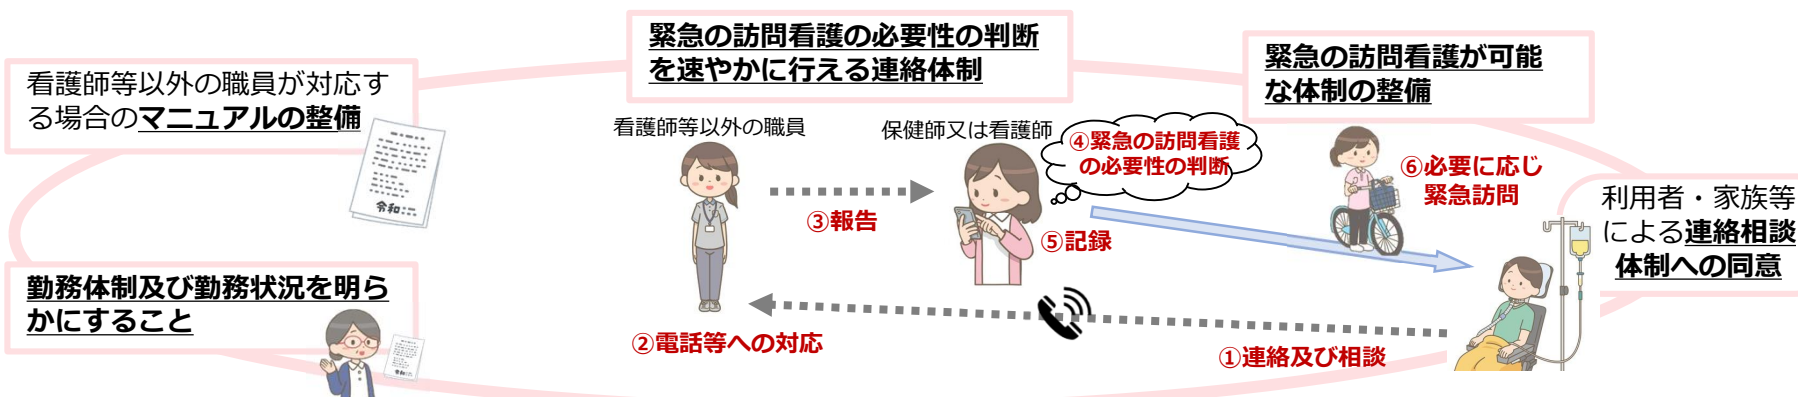 緊急の訪問看護の必要性の判断
を速やかに行える連絡体制
緊急の訪問看護が可能
な体制の整備
看護師等以外の職員が対応す
る場合のマニュアルの整備
令和
看護師等以外の職員
保健師又は看護師
④緊急の訪問看護
の必要性の判断
⑥必要に応じ
緊急訪問
③報告
⑤記録
利用者・家族等
による連絡相談
体制への同意
勤務体制及び勤務状況を明ら
かにすること
令和
②電話等への対応
①連絡及び相談